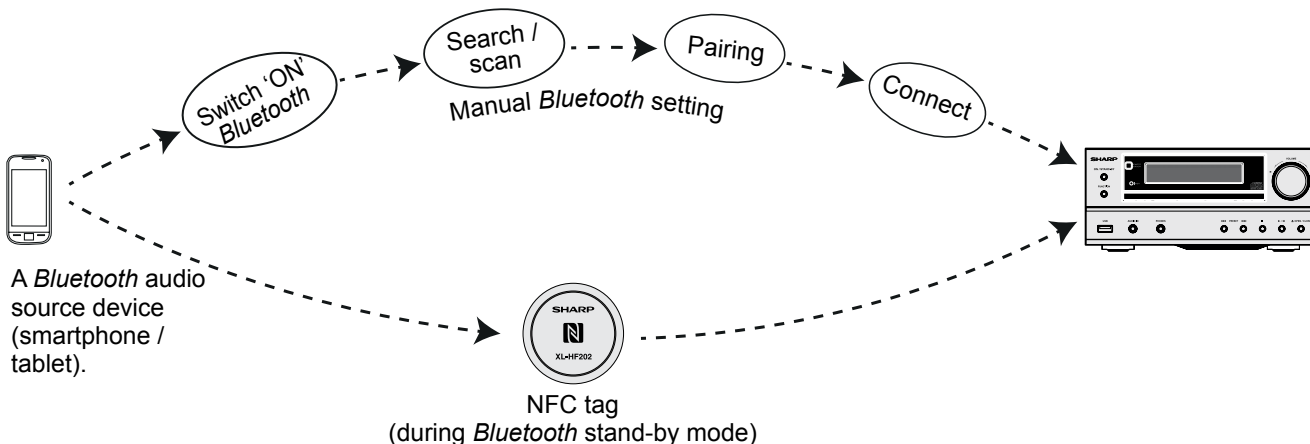 Switch 'ON'
Bluetooth
Search /
scan
Pairing
Connect
Manual Bluetooth setting
A Bluetooth audio
source device
(smartphone /
tablet).
SHARP
XL-HF202
NFC tag
(during Bluetooth stand-by mode)
SHARP
VOLUME